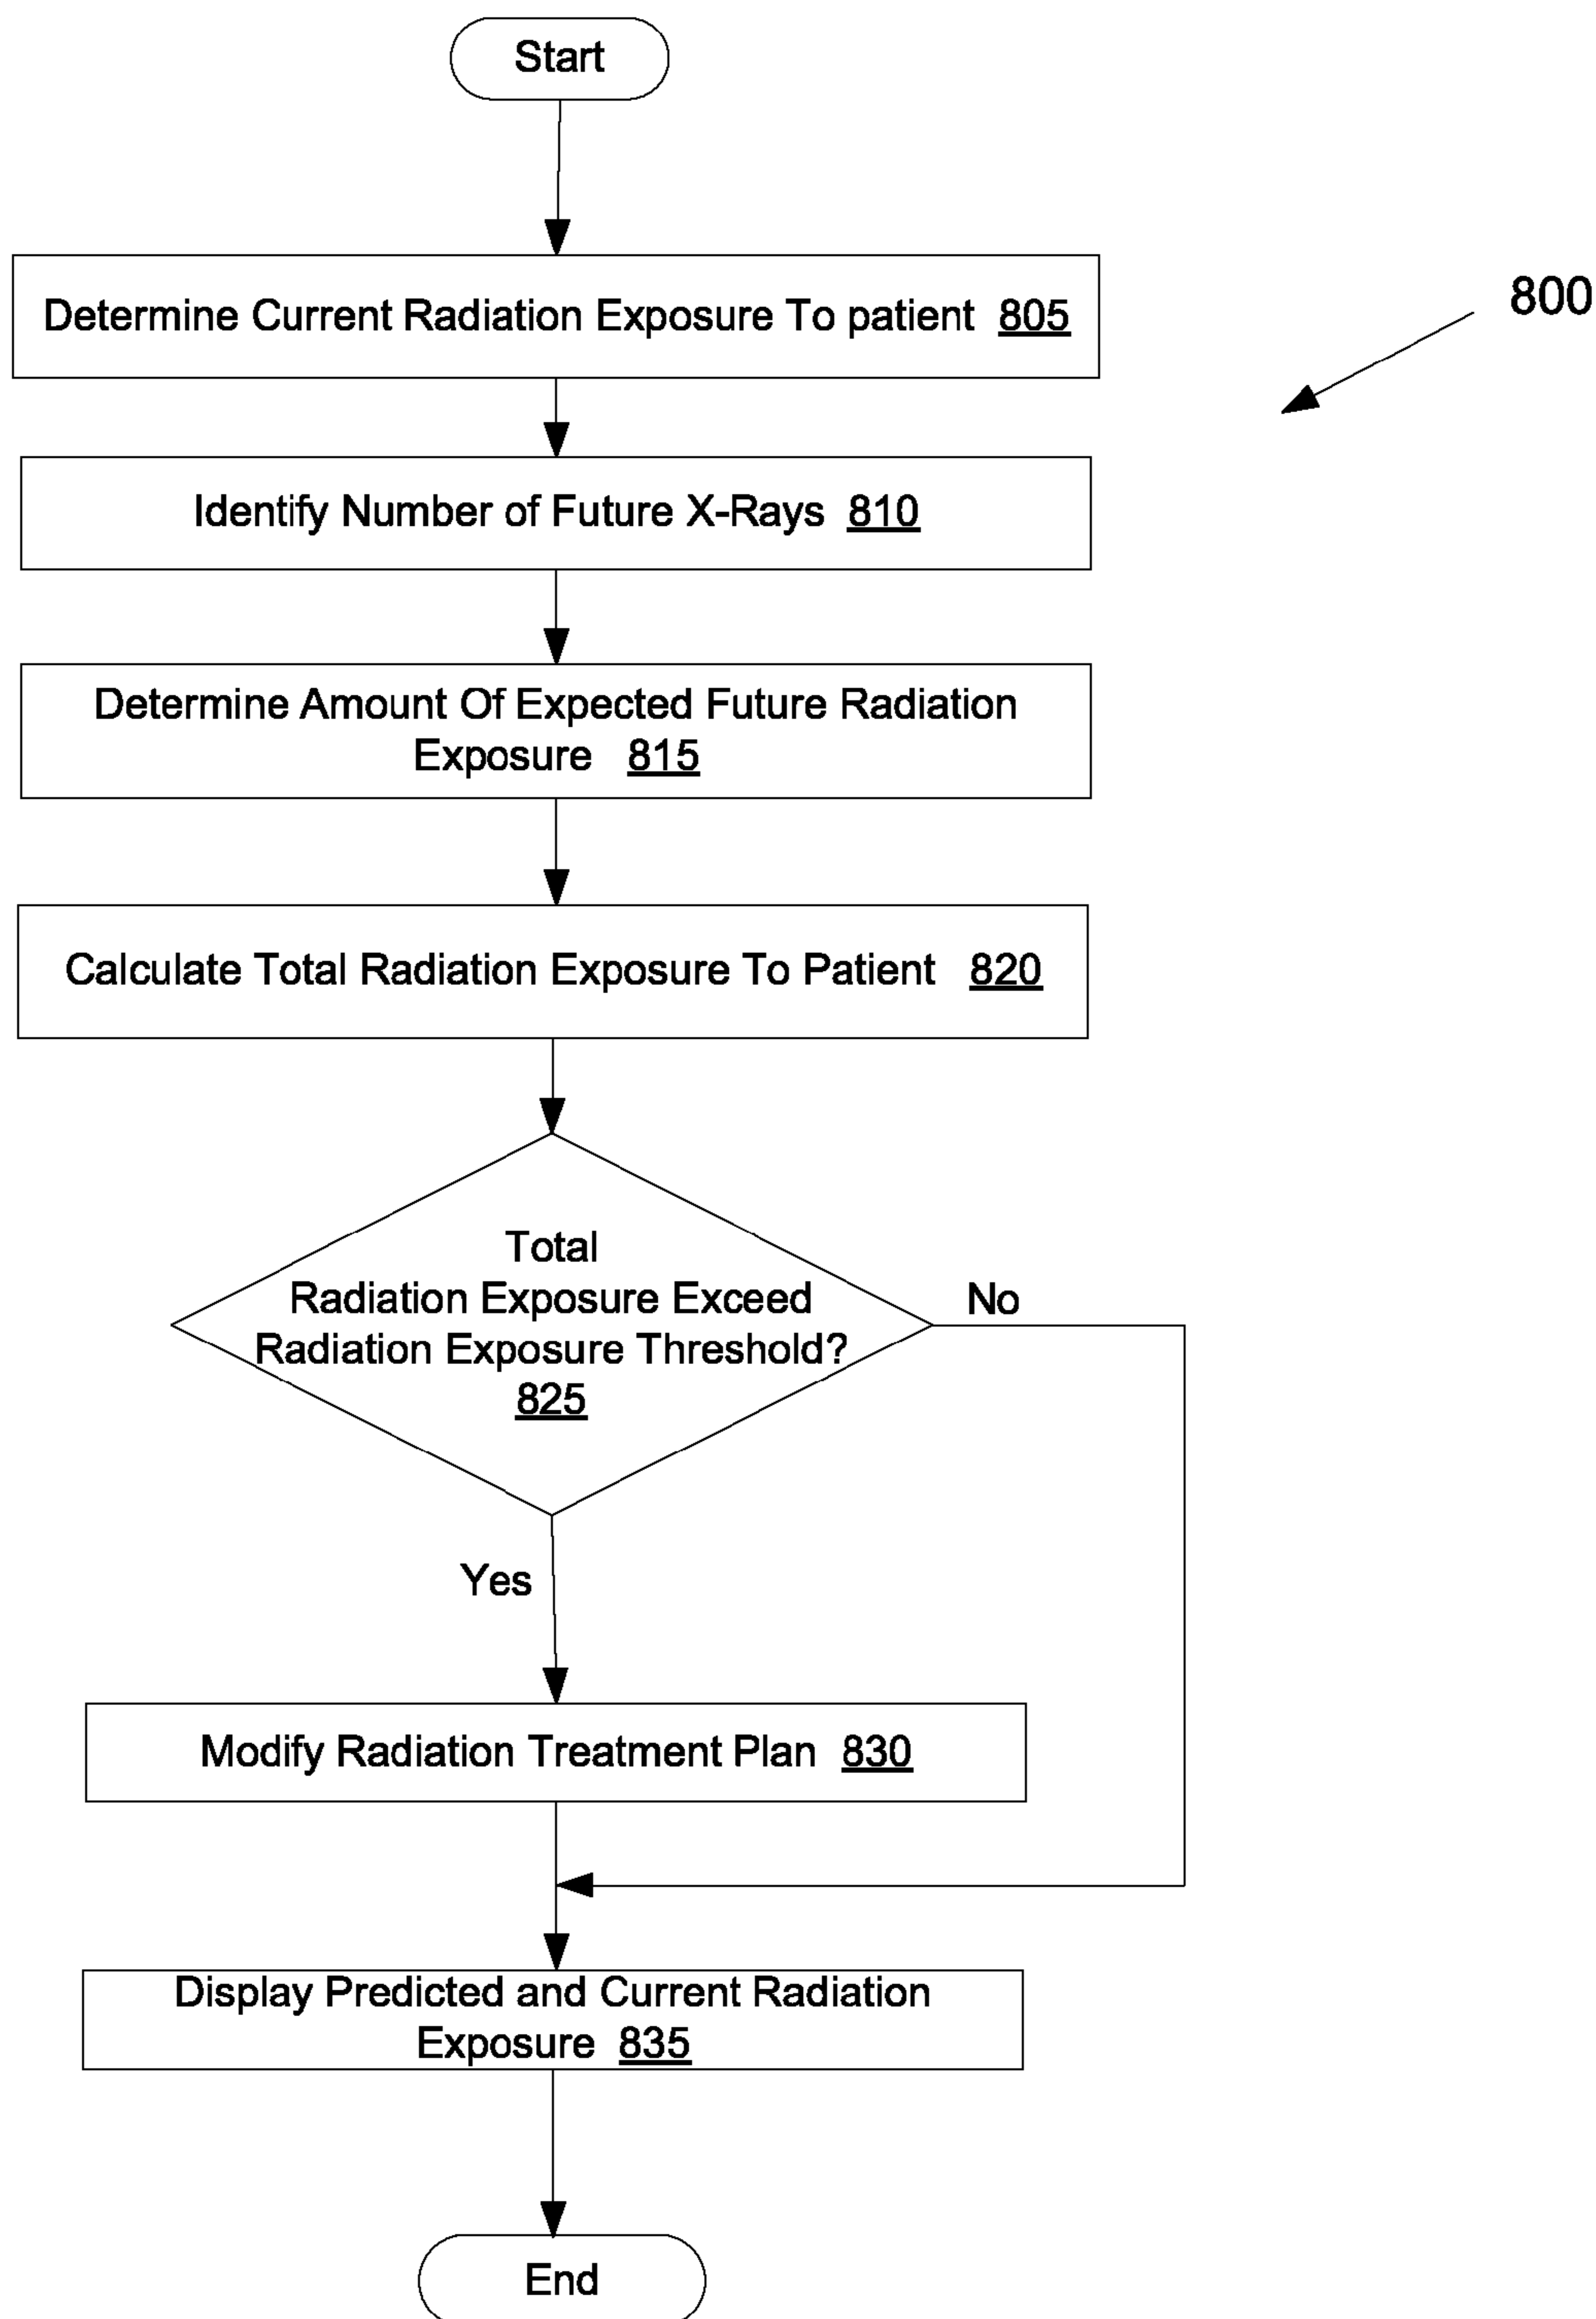 Start
Determine Current Radiation Exposure To patient 805
800
Identify Number of Future X-Rays 810
Determine Amount Of Expected Future Radiation
Exposure 815
Calculate Total Radiation Exposure To Patient 820
Total
Radiation Exposure Exceed
Radiation Exposure Threshold?
825
No
Yes
Modify Radiation Treatment Plan 830
Display Predicted and Current Radiation
Exposure 835
End